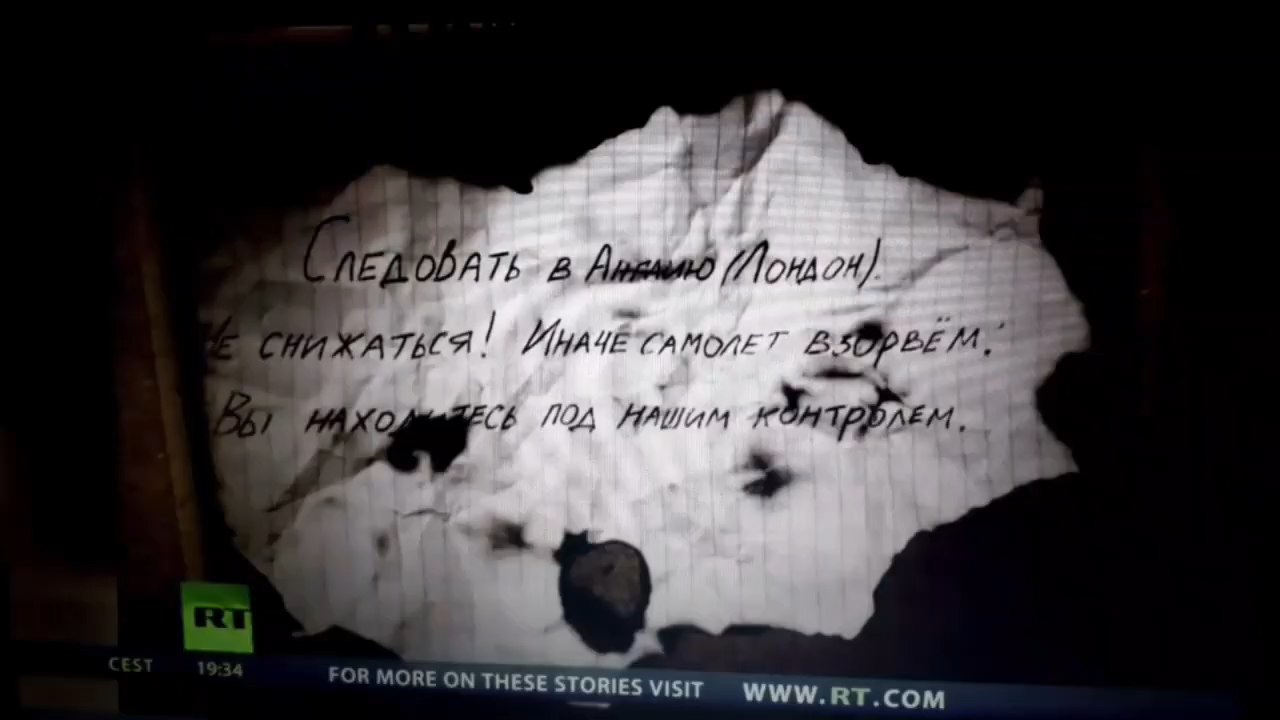 Следовать в Англию (Лондон).
Не снижаться! Иначе самолет взорвём.
Вы находитесь под нашим контролем.
RT
CEST 19:34 FOR MORE ON THESE STORIES VISIT WWW.RT.COM